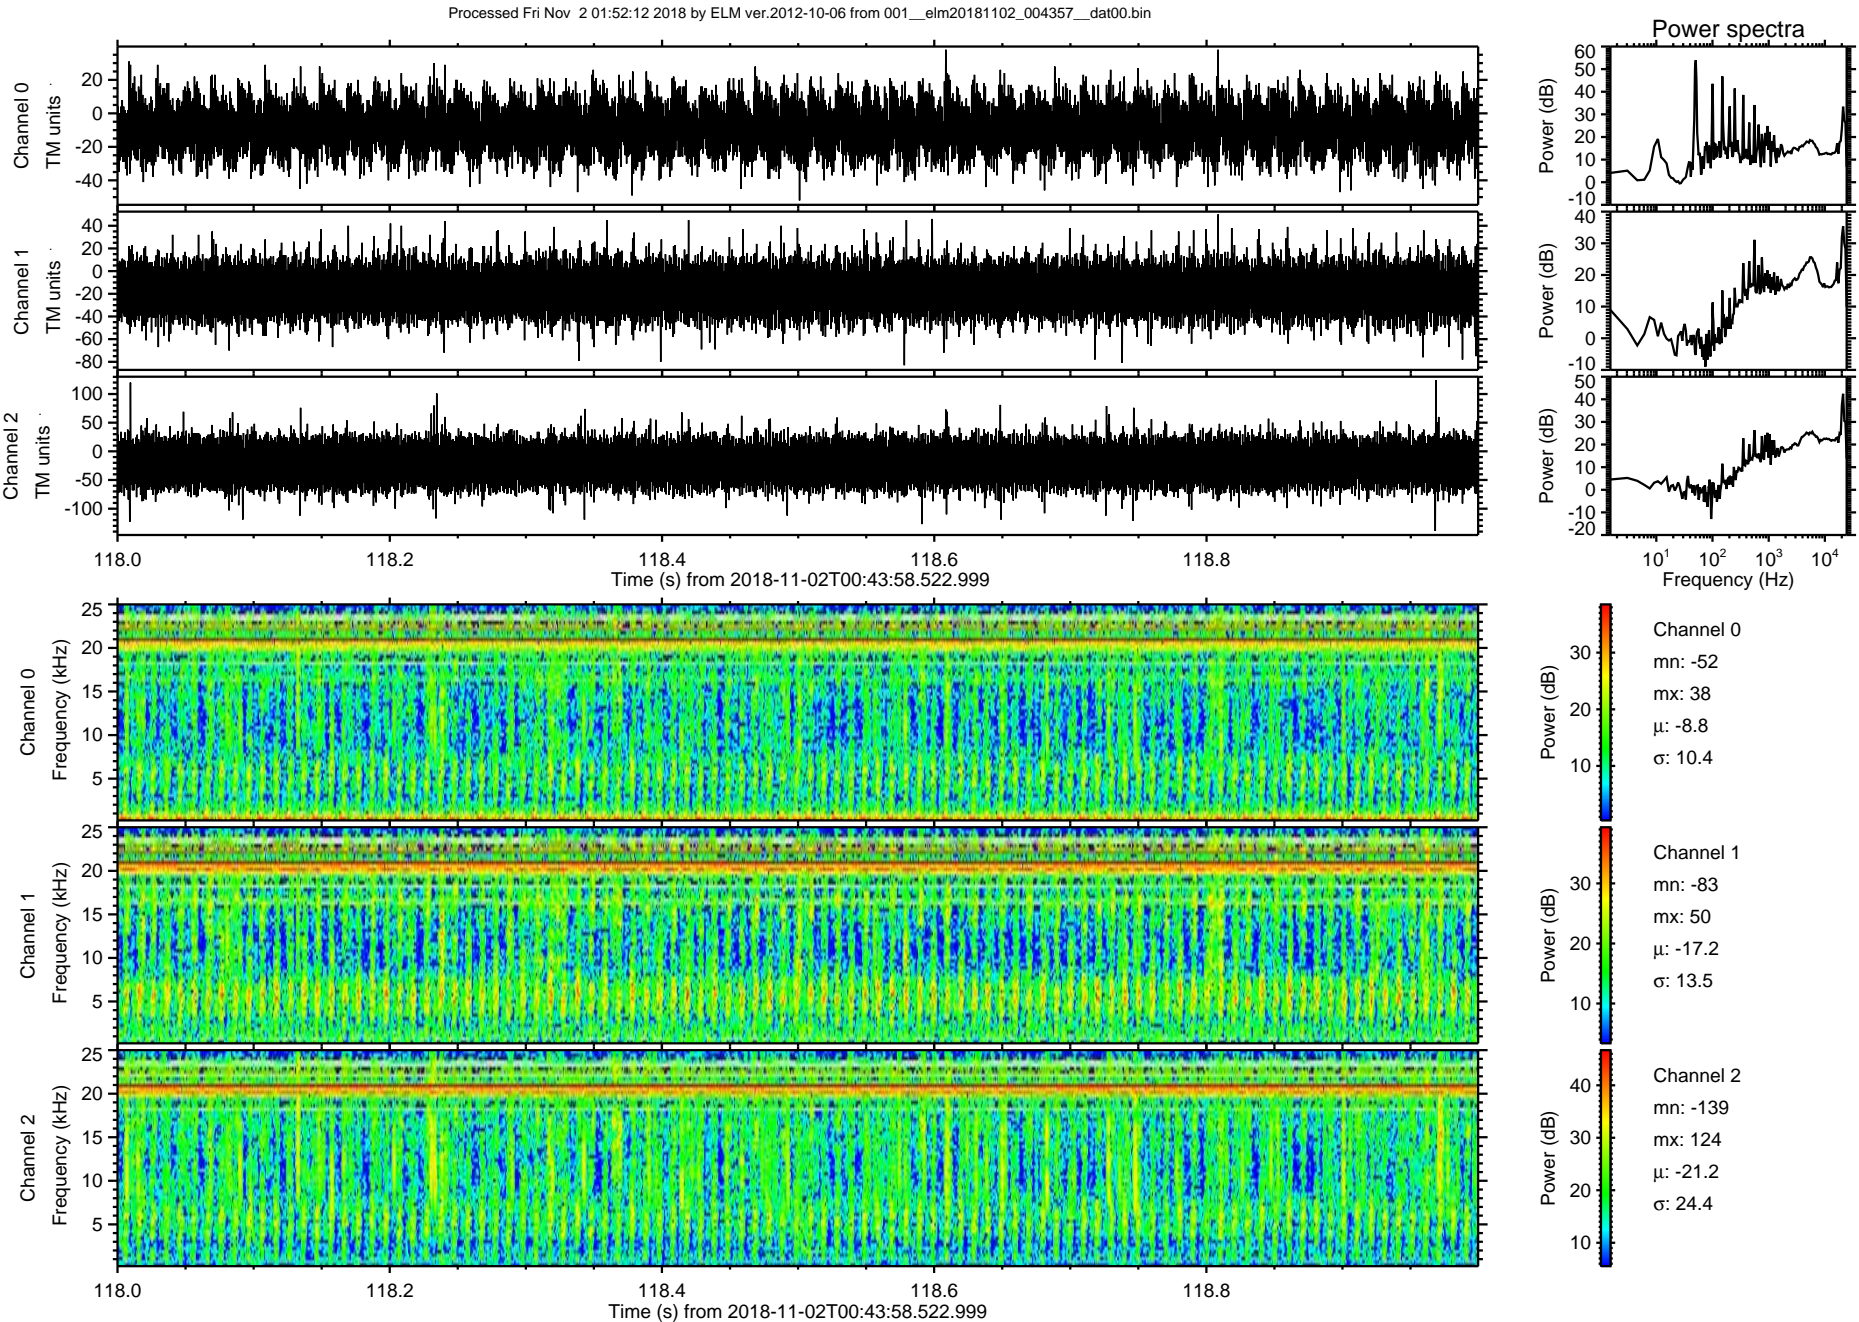 Processed Fri Nov  2 01:52:12 2018 by ELM ver.2012-10-06 from 001__elm20181102_004357__dat00.bin
Power spectra
Channel 0
TM units
20
0
-20
-40
Power (dB)
60
50
40
30
20
10
0
-10
Channel 1
TM units
40
20
0
-20
-40
-60
-80
Power (dB)
40
30
20
10
0
-10
Channel 2
TM units
100
50
0
-50
-100
Power (dB)
50
40
30
20
10
0
-10
-20
118.0 118.2 118.4 118.6 118.8
Time (s) from 2018-11-02T00:43:58.522.999
10^1 10^2 10^3 10^4
Frequency (Hz)
Channel 0
Frequency (kHz)
25
20
15
10
5
Power (dB)
30
20
10
Channel 0
mn: -52
mx: 38
μ: -8.8
σ: 10.4
Channel 1
Frequency (kHz)
25
20
15
10
5
Power (dB)
30
20
10
Channel 1
mn: -83
mx: 50
μ: -17.2
σ: 13.5
Channel 2
Frequency (kHz)
25
20
15
10
5
Power (dB)
40
30
20
10
Channel 2
mn: -139
mx: 124
μ: -21.2
σ: 24.4
118.0 118.2 118.4 118.6 118.8
Time (s) from 2018-11-02T00:43:58.522.999